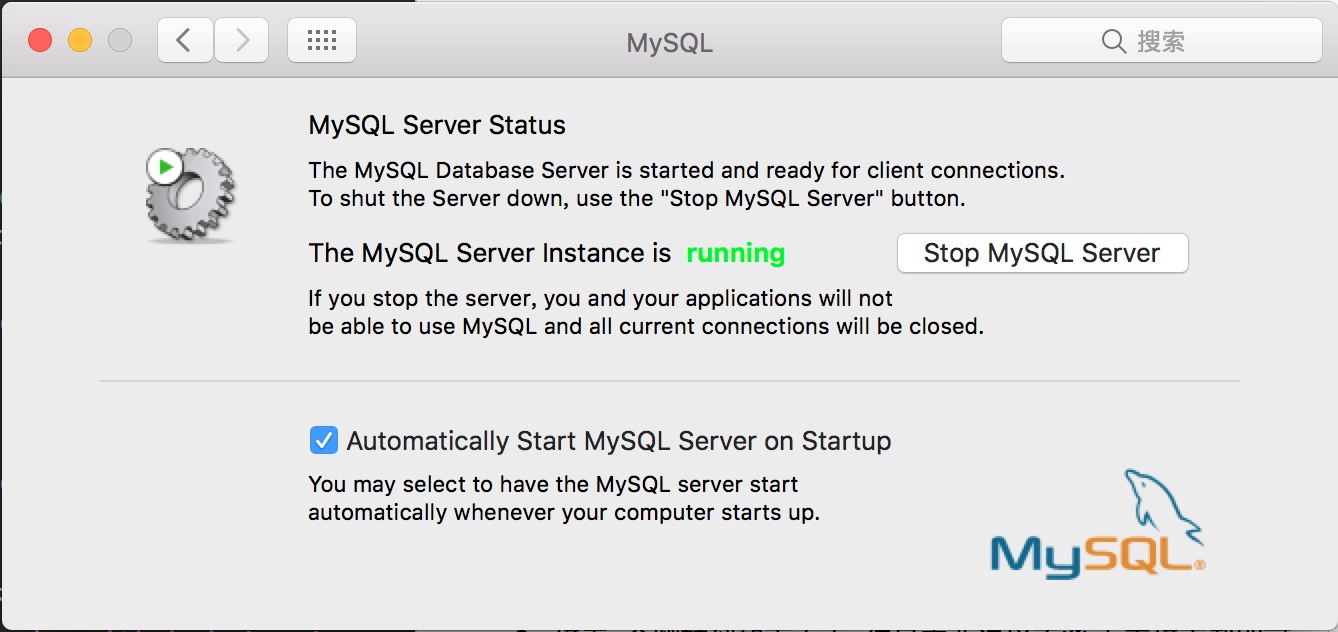 MySQL
搜索
MySQL Server Status
The MySQL Database Server is started and ready for client connections.
To shut the Server down, use the "Stop MySQL Server" button.
The MySQL Server Instance is running
Stop MySQL Server
If you stop the server, you and your applications will not
be able to use MySQL and all current connections will be closed.
Automatically Start MySQL Server on Startup
You may select to have the MySQL server start
automatically whenever your computer starts up.
MySQL®